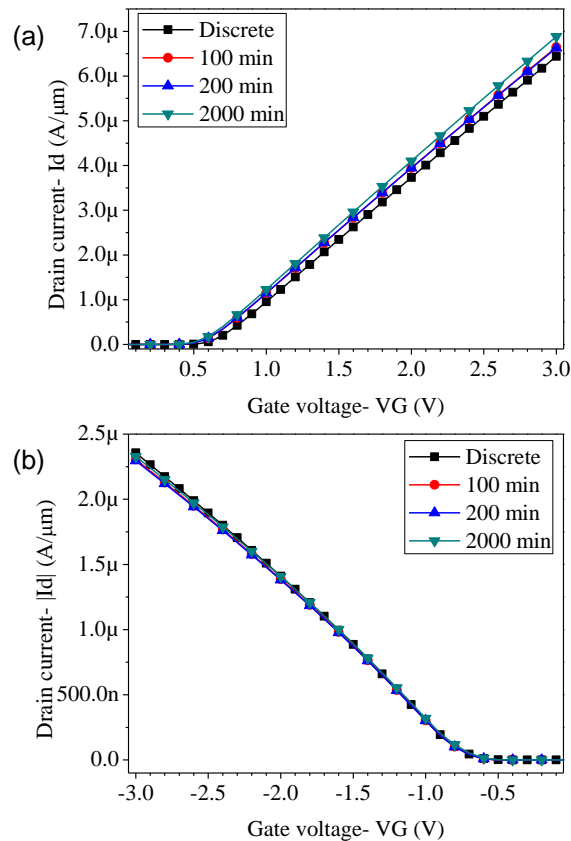 (a)
Discrete
100 min
200 min
2000 min
7.0µ
6.0µ
5.0µ
4.0µ
3.0µ
2.0µ
1.0µ
0.0
Drain current- Id (A/µm)
0.5 1.0 1.5 2.0 2.5 3.0
Gate voltage- VG (V)
(b)
Discrete
100 min
200 min
2000 min
2.5µ
2.0µ
1.5µ
1.0µ
500.0n
0.0
Drain current- |Id| (A/µm)
-3.0 -2.5 -2.0 -1.5 -1.0 -0.5
Gate voltage- VG (V)